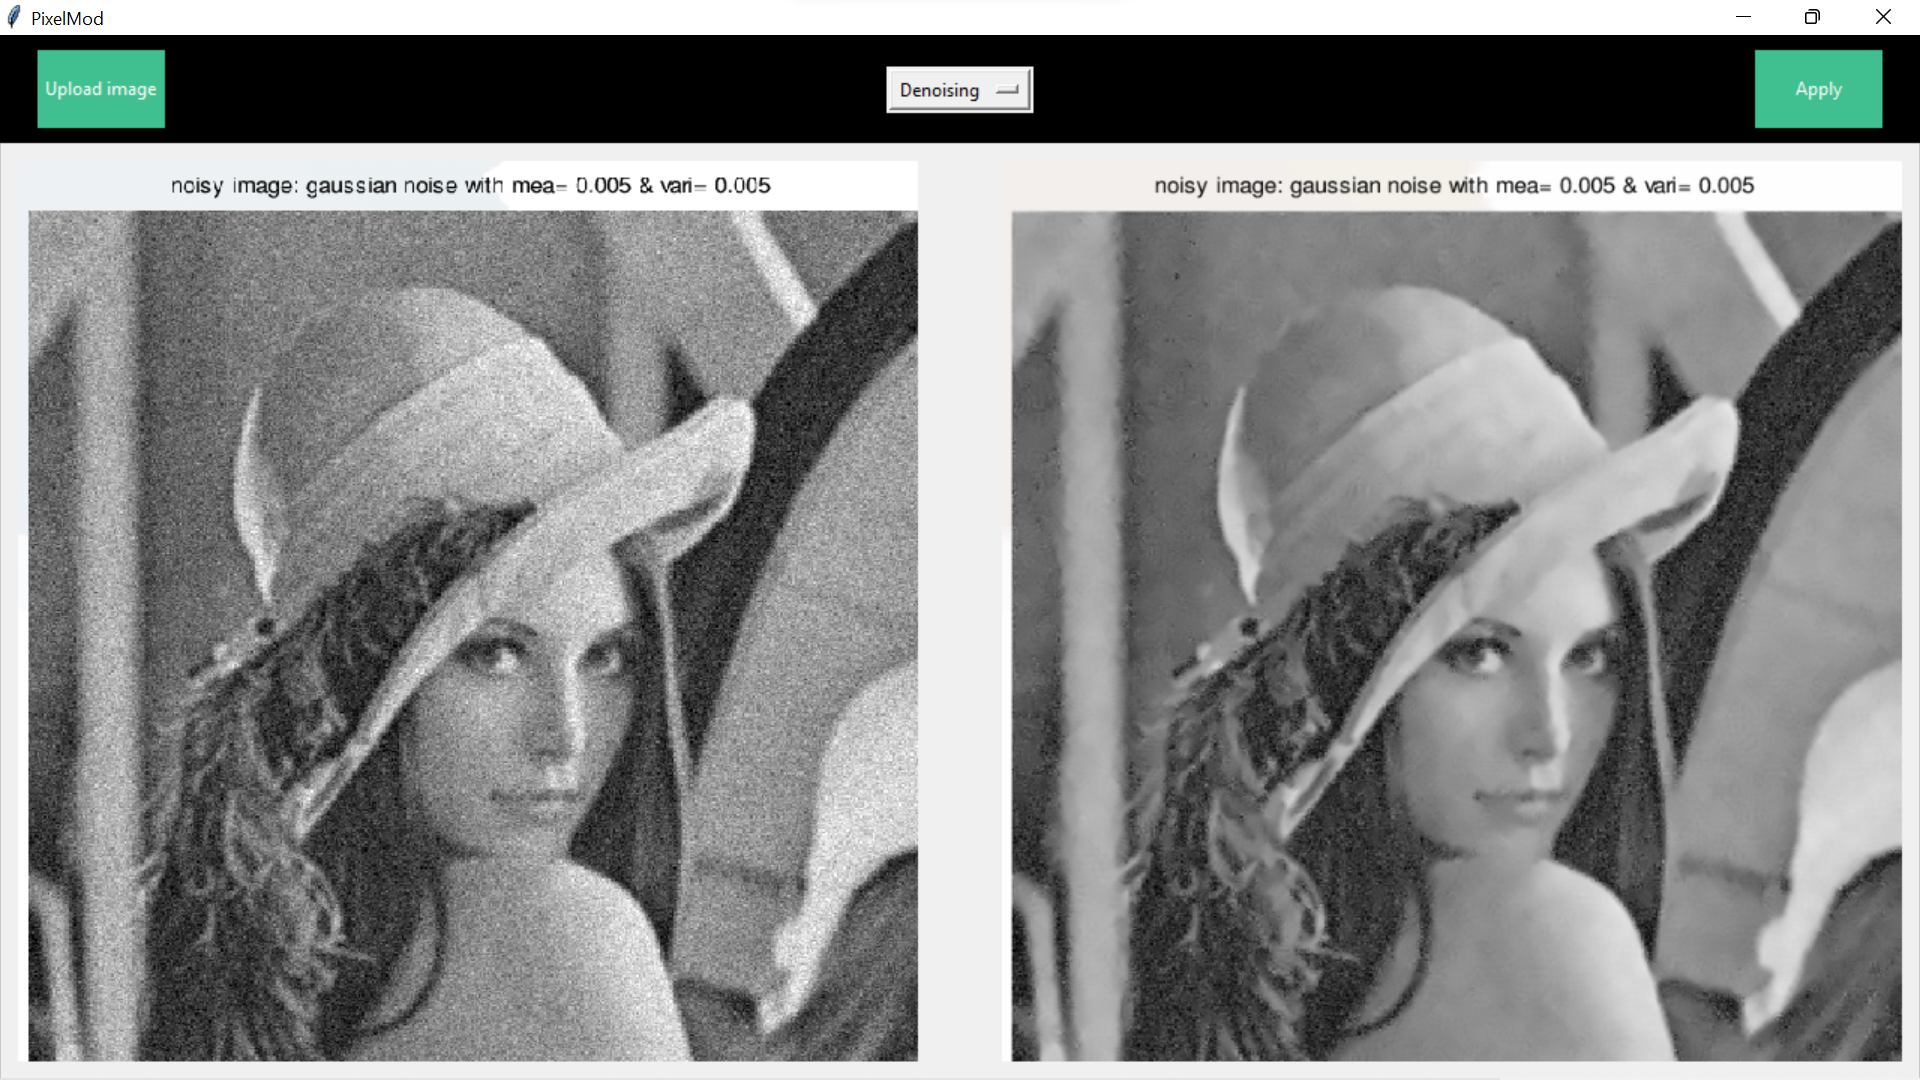 PixelMod
Upload image
Denoising
Apply
noisy image: gaussian noise with mea= 0.005 & vari= 0.005
noisy image: gaussian noise with mea= 0.005 & vari= 0.005